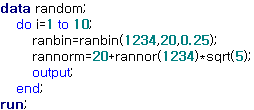 data random;
do i=1 to 10;
ranbin=ranbin(1234,20,0.25);
rannorm=20+rannor(1234)*sqrt(5);
output;
end;
run;